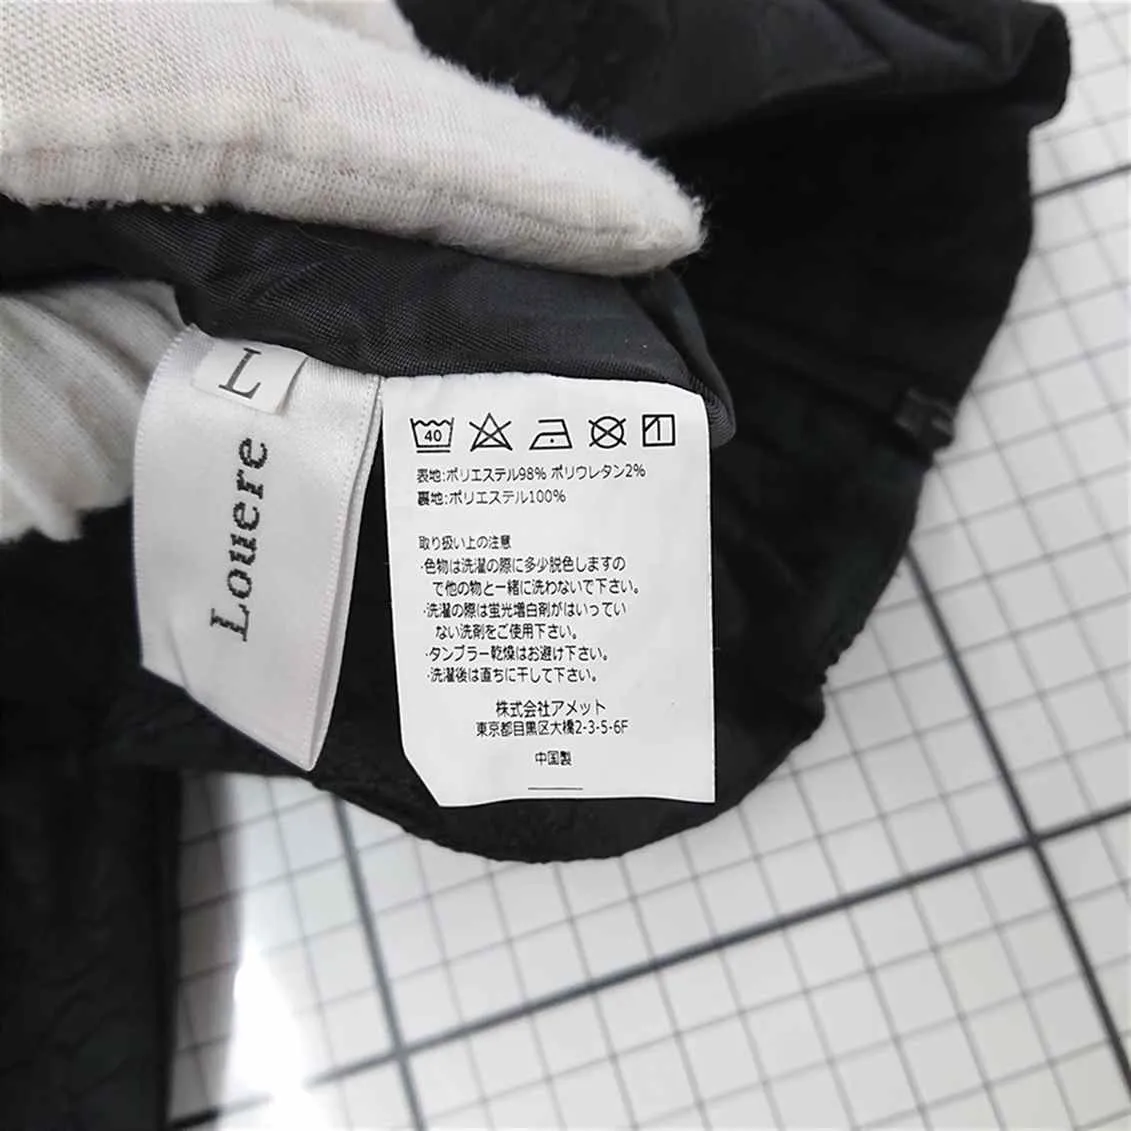 L
Louere
40
表地:ポリエステル98% ポリウレタン2%
裏地:ポリエステル100%
取り扱い上の注意
·色物は洗濯の際に多少脱色しますの
で他の物と一緒に洗わないで下さい。
·洗濯の際は蛍光増白剤がはいってい
ない洗剤をご使用下さい。
·タンブラー乾燥はお避け下さい。
·洗濯後は直ちに干して下さい。
株式会社アメット
東京都目黒区大橋2-3-5-6F
中国製